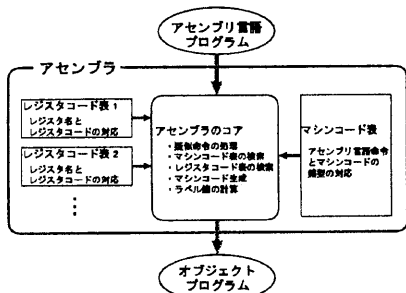 アセンブリ言語
プログラム
アセンブラ
レジスタコード表 1
レジスタ名と
レジスタコードの対応
レジスタコード表 2
レジスタ名と
レジスタコードの対応
アセンブラのコア
・疑似命令の処理
・マシンコード表の検索
・レジスタコード表の検索
・マシンコード生成
・ラベル値の計算
マシンコード表
アセンブリ言語命令
とマシンコードの
雛型の対応
オブジェクト
プログラム